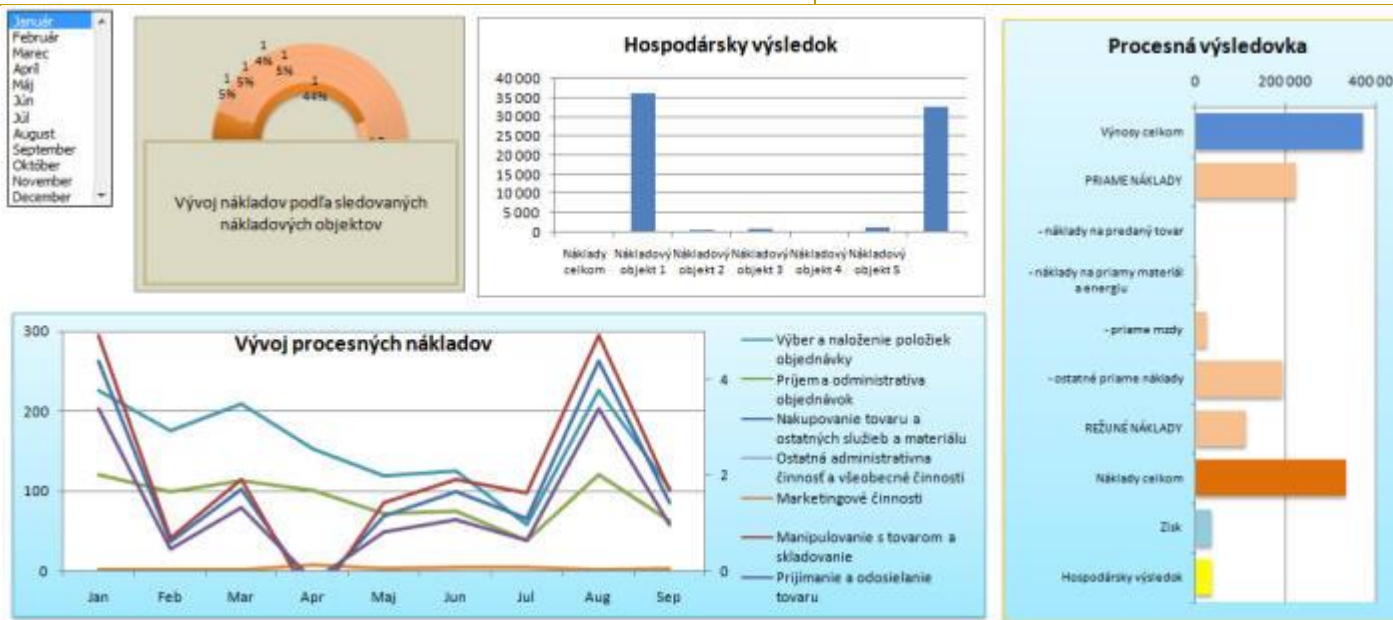 Január
Február
Marec
Apríl
Máj
Jún
Júl
August
September
Október
November
December
1
5%
1
5%
1
4%
1
5%
1
44%
Vývoj nákladov podľa sledovaných
nákladových objektov
Hospodársky výsledok
40 000
35 000
30 000
25 000
20 000
15 000
10 000
5 000
0
Náklady celkom
Nákladový objekt 1
Nákladový objekt 2
Nákladový objekt 3
Nákladový objekt 4
Nákladový objekt 5
Vývoj procesných nákladov
300
200
100
0
4
2
0
Jan Feb Mar Apr Maj Jun Jul Aug Sep
Výber a naloženie položiek
objednávky
Príjem a administratíva
objednávok
Nakupovanie tovaru a
ostatných služieb a materiálu
Ostatná administratívna
činnosť a všeobecné činnosti
Marketingové činnosti
Manipulovanie s tovarom a
skladovanie
Prijímanie a odosielanie
tovaru
Procesná výsledovka
0 200 000 400 00
Výnosy celkom
PRIAME NÁKLADY
- náklady na predaný tovar
- náklady na priamy materiál
a energiu
- priame mzdy
- ostatné priame náklady
REŽIJNÉ NÁKLADY
Náklady celkom
Zisk
Hospodársky výsledok